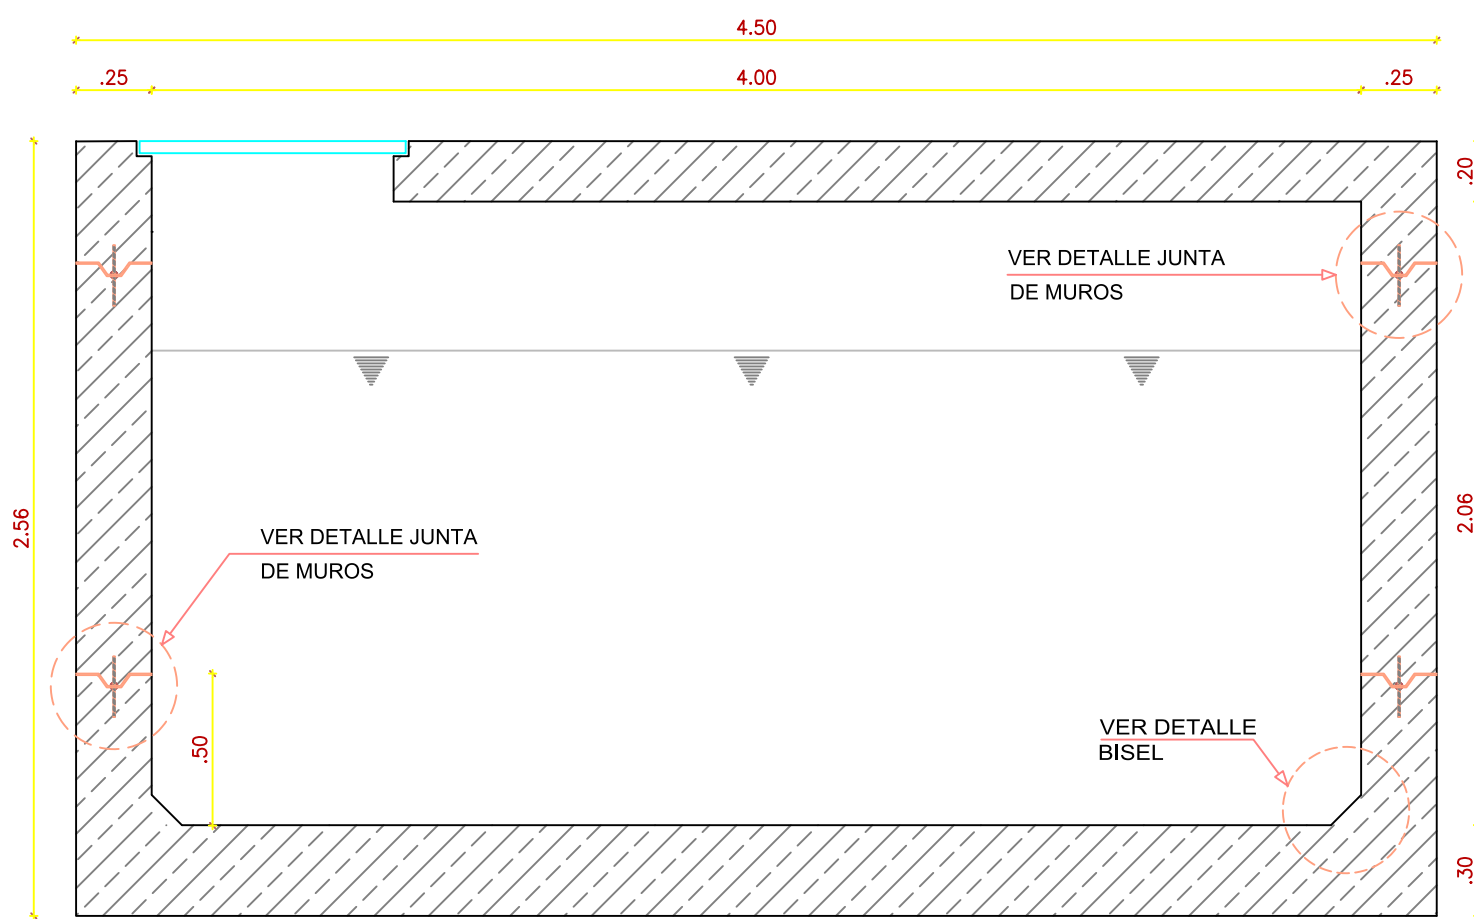 4.50
.25
4.00
.25
.20
VER DETALLE JUNTA
DE MUROS
2.56
2.06
VER DETALLE JUNTA
DE MUROS
.50
VER DETALLE
BISEL
.30